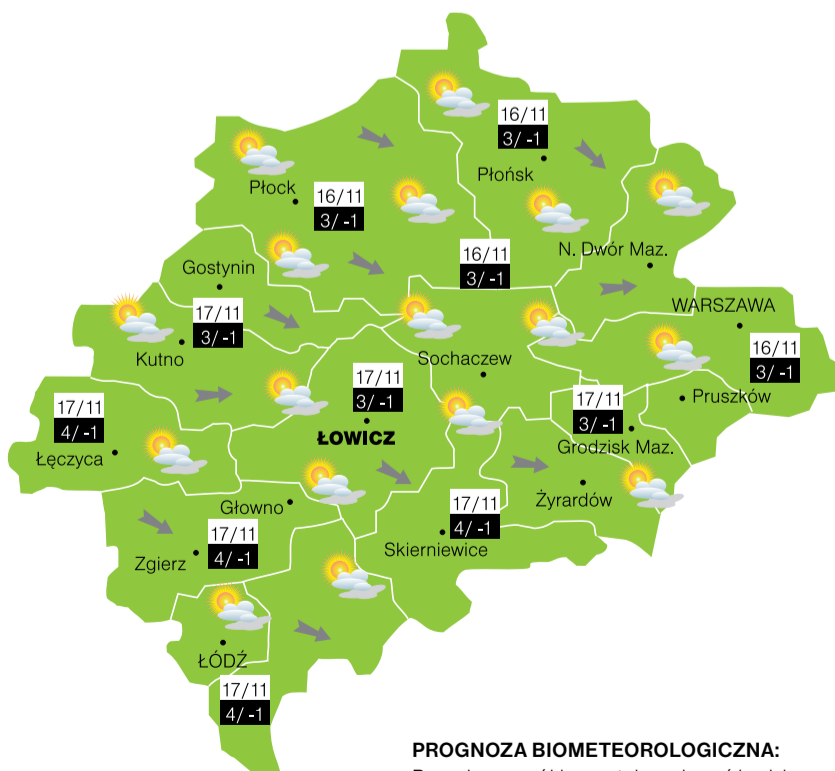 16/11
3/ -1
Płońsk
Płock
16/11
3/ -1
16/11
3/ -1
N. Dwór Maz.
Gostynin
17/11
3/ -1
Kutno
WARSZAWA
16/11
3/ -1
Sochaczew
17/11
3/ -1
ŁOWICZ
Pruszków
17/11
3/ -1
Grodzisk Maz.
17/11
4/ -1
Łęczyca
Żyrardów
Głowno
17/11
4/ -1
Skierniewice
17/11
4/ -1
Zgierz
ŁÓDŹ
17/11
4/ -1
PROGNOZA BIOMETEOROLOGICZNA: